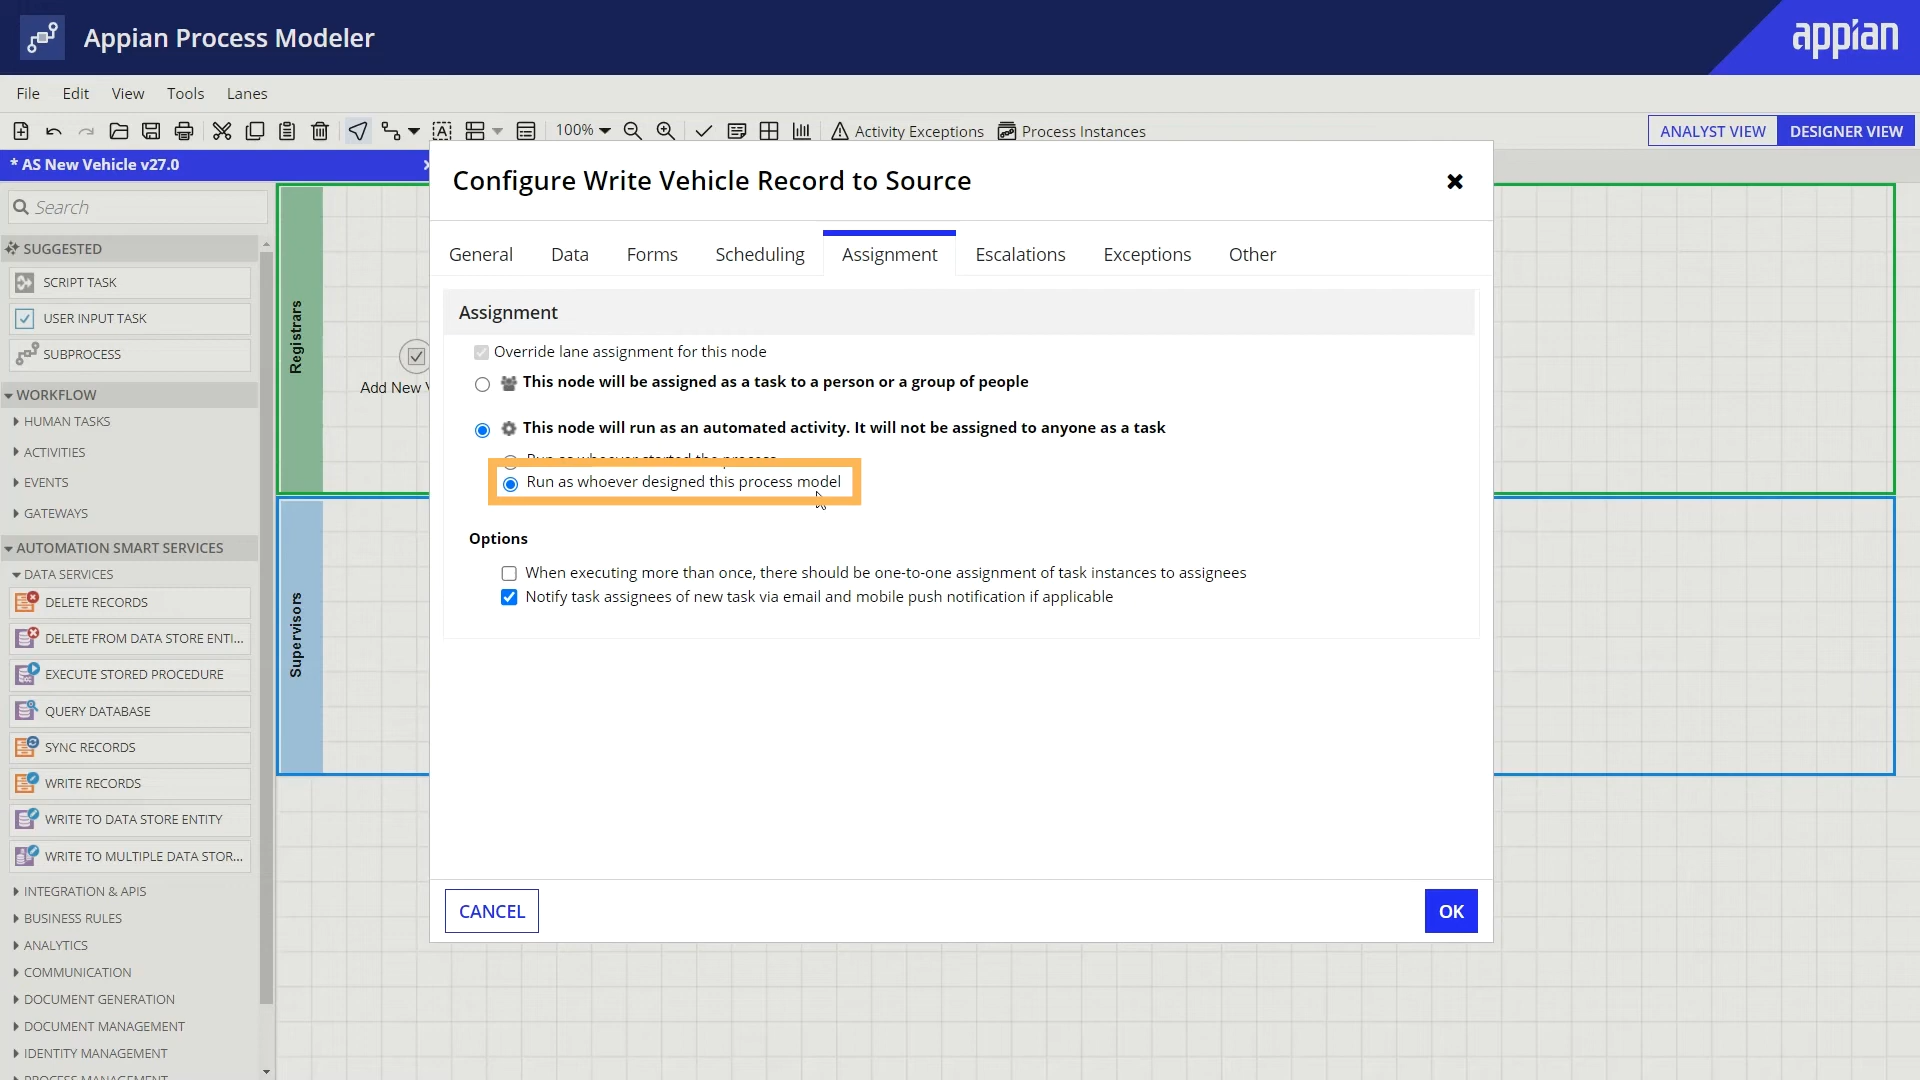 Appian Process Modeler
appian
File Edit View Tools Lanes
100% Activity Exceptions Process Instances
ANALYST VIEW DESIGNER VIEW
* AS New Vehicle v27.0
Search
SUGGESTED
SCRIPT TASK
USER INPUT TASK
SUBPROCESS
WORKFLOW
HUMAN TASKS
ACTIVITIES
EVENTS
GATEWAYS
AUTOMATION SMART SERVICES
DATA SERVICES
DELETE RECORDS
DELETE FROM DATA STORE ENTI...
EXECUTE STORED PROCEDURE
QUERY DATABASE
SYNC RECORDS
WRITE RECORDS
WRITE TO DATA STORE ENTITY
WRITE TO MULTIPLE DATA STOR...
INTEGRATION & APIS
BUSINESS RULES
ANALYTICS
COMMUNICATION
DOCUMENT GENERATION
DOCUMENT MANAGEMENT
IDENTITY MANAGEMENT
PROCESS MANAGEMENT
Registrars
Add New
Supervisors
Configure Write Vehicle Record to Source
General Data Forms Scheduling Assignment Escalations Exceptions Other
Assignment
Override lane assignment for this node
This node will be assigned as a task to a person or a group of people
This node will run as an automated activity. It will not be assigned to anyone as a task
Run as whoever started the process
Run as whoever designed this process model
Options
When executing more than once, there should be one-to-one assignment of task instances to assignees
Notify task assignees of new task via email and mobile push notification if applicable
CANCEL
OK